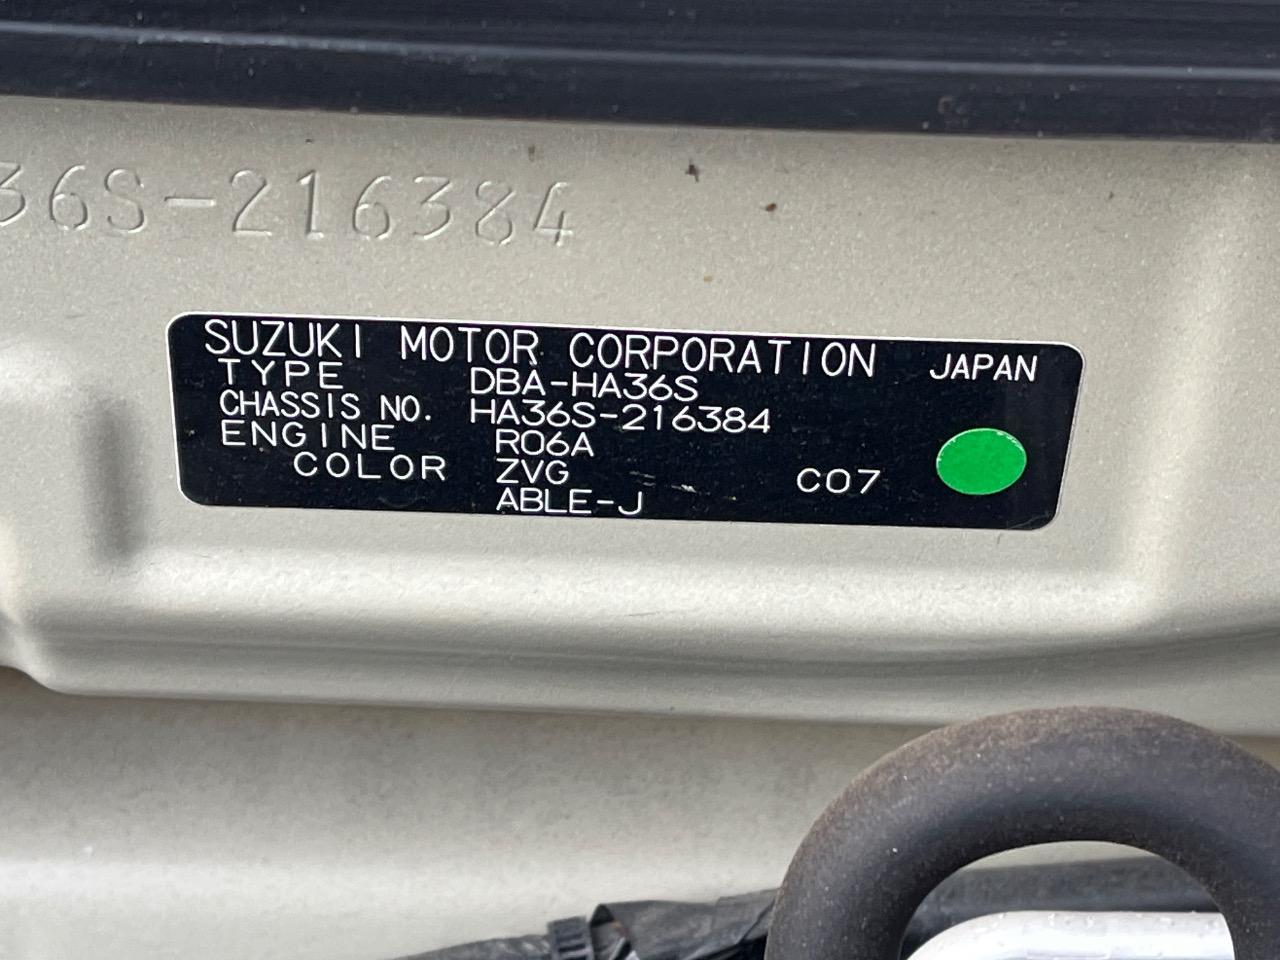 36S-216384
SUZUKI MOTOR CORPORATION JAPAN
TYPE DBA-HA36S
CHASSIS NO. HA36S-216384
ENGINE R06A
COLOR ZVG C07
ABLE-J